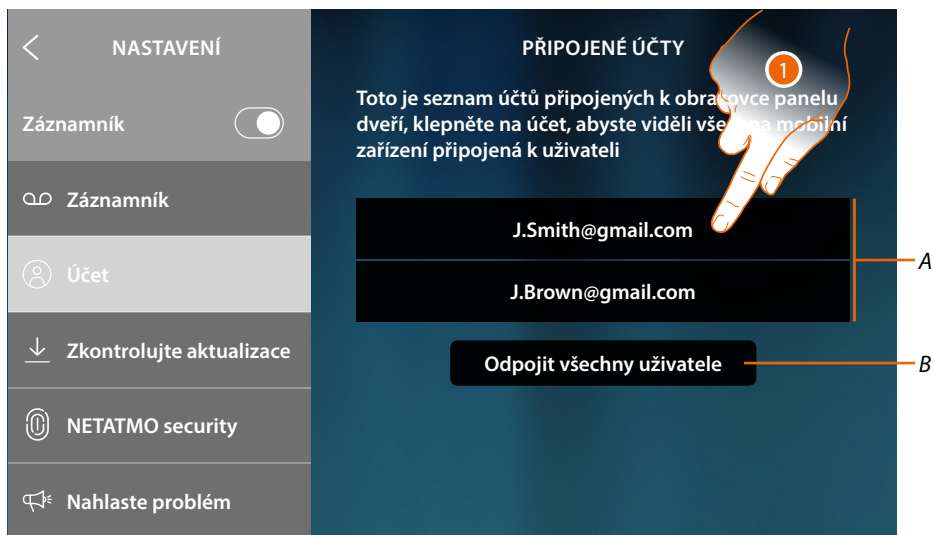 NASTAVENÍ
Záznamník
Záznamník
Účet
Zkontrolujte aktualizace
NETATMO security
Nahlaste problém
PŘIPOJENÉ ÚČTY
Toto je seznam účtů připojených k obrazovce panelu
dveří, klepněte na účet, abyste viděli všechna mobilní
zařízení připojená k uživateli
J.Smith@gmail.com
J.Brown@gmail.com
Odpojit všechny uživatele
1
A
B